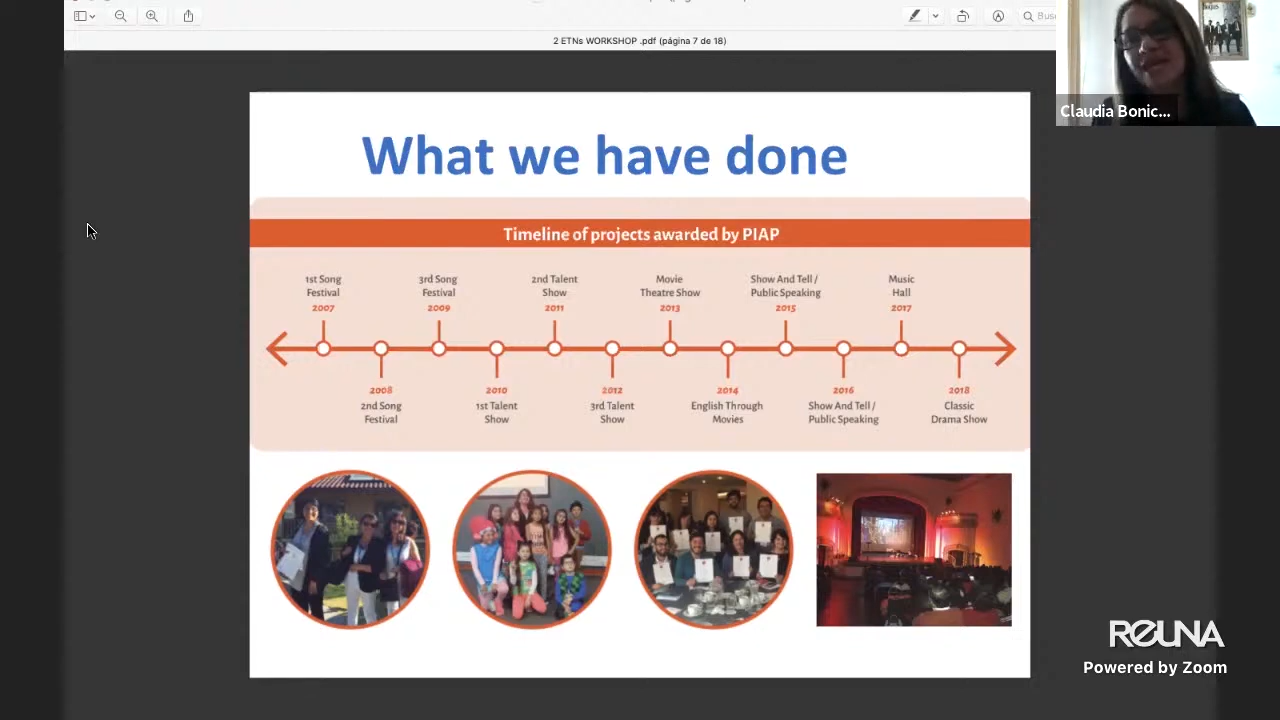 Bus
2 ETNs WORKSHOP .pdf (página 7 de 18)
Claudia Bonic...
What we have done
Timeline of projects awarded by PIAP
1st Song
Festival
2007
3rd Song
Festival
2009
2nd Talent
Show
2011
Movie
Theatre Show
2013
Show And Tell /
Public Speaking
2015
Music
Hall
2017
2008
2nd Song
Festival
2010
1st Talent
Show
2012
3rd Talent
Show
2014
English Through
Movies
2016
Show And Tell /
Public Speaking
2018
Classic
Drama Show
REUNA
Powered by Zoom